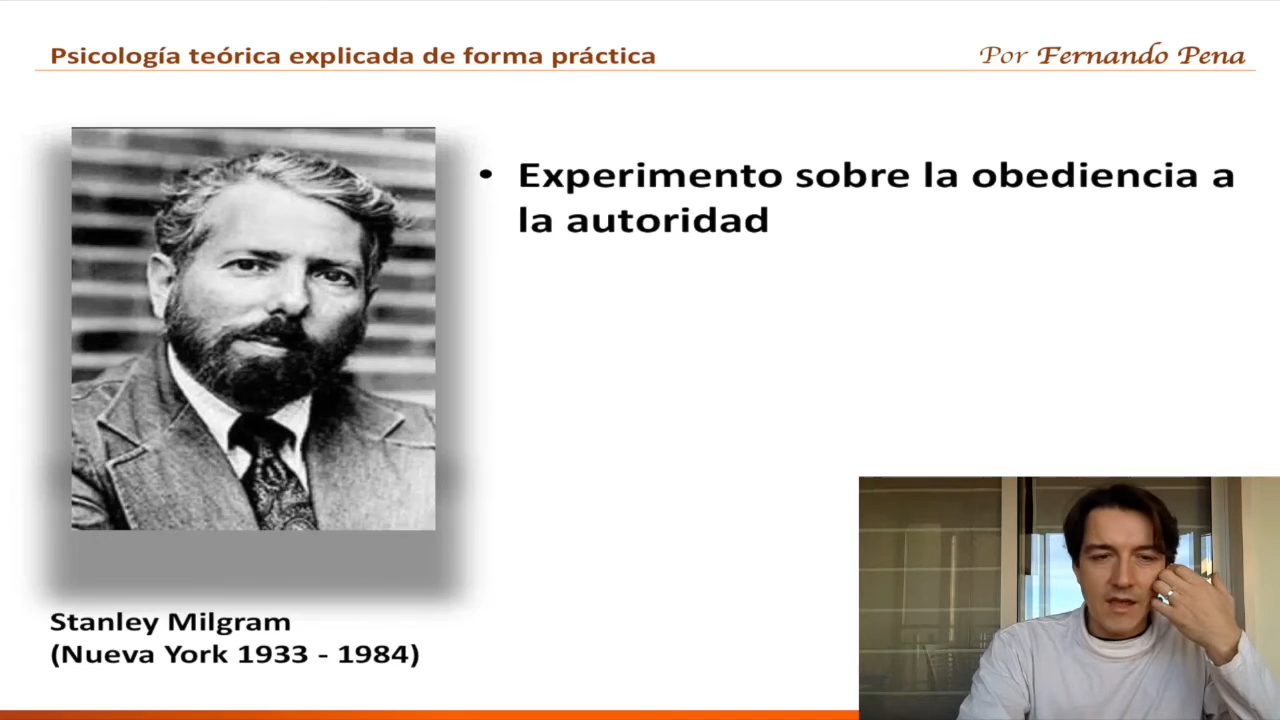 Psicología teórica explicada de forma práctica
Por Fernando Pena
• Experimento sobre la obediencia a
la autoridad
Stanley Milgram
(Nueva York 1933 - 1984)